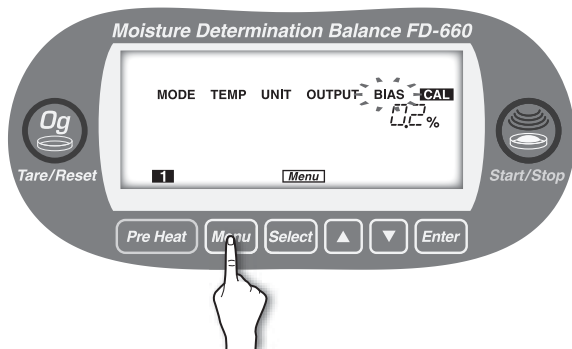 Moisture Determination Balance FD-660
MODE TEMP UNIT OUTPUT BIAS CAL
0.2 %
1 Menu
0g
Tare/Reset
Start/Stop
Pre Heat Menu Select ▲ ▼ Enter